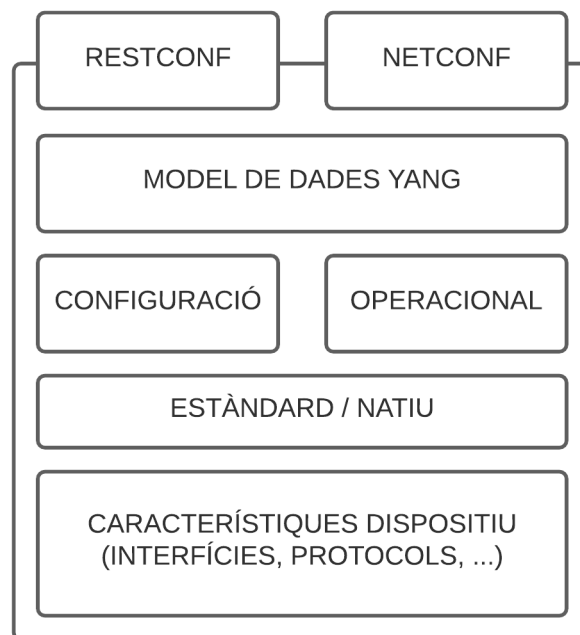 RESTCONF
NETCONF
MODEL DE DADES YANG
CONFIGURACIÓ
OPERACIONAL
ESTÀNDARD / NATIU
CARACTERÍSTIQUES DISPOSITIU
(INTERFÍCIES, PROTOCOLS, ...)